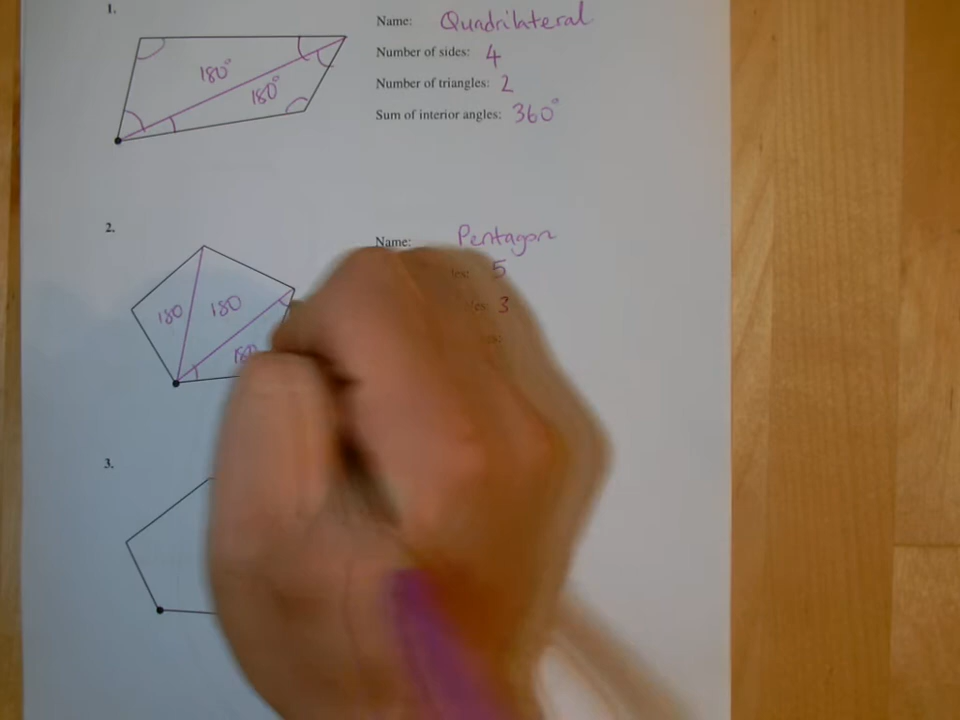 1.
Name: Quadrilateral
Number of sides: 4
Number of triangles: 2
Sum of interior angles: 360°
180°
180°
2.
Name: Pentagon
5
3
180
180
180
3.